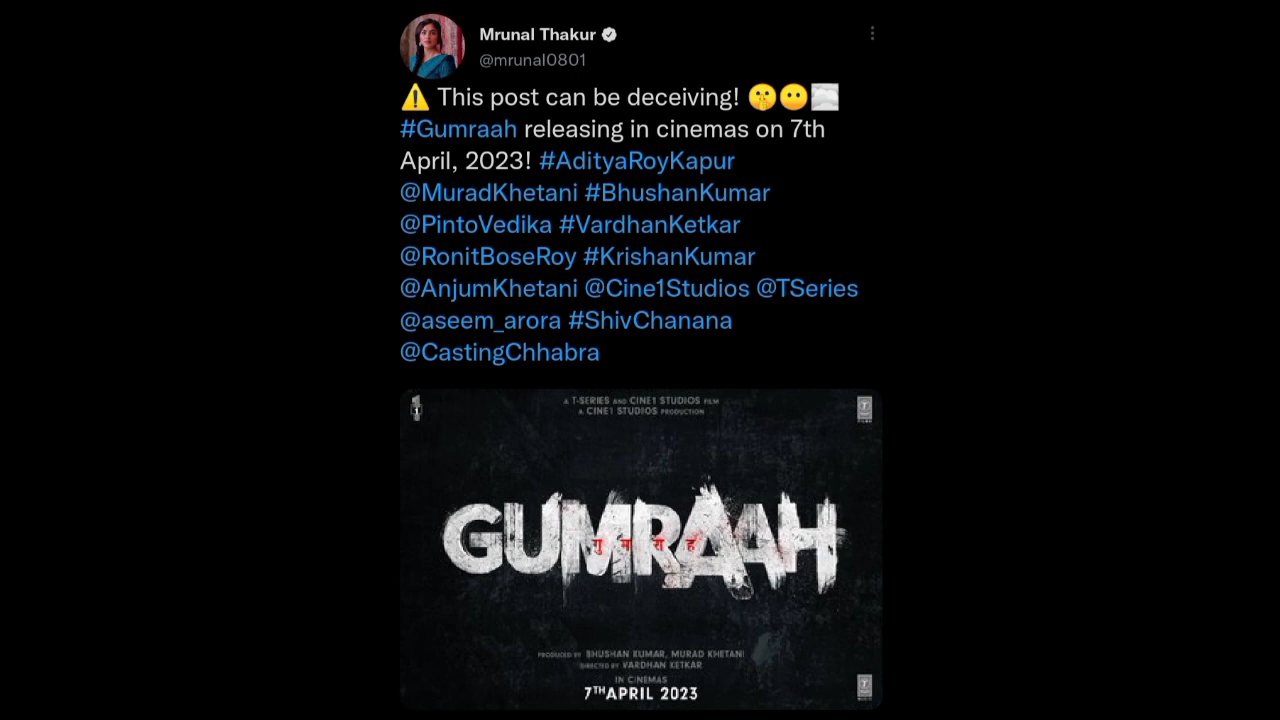 Mrunal Thakur
@mrunal0801
⚠️ This post can be deceiving! 🤫😶🌫️
#Gumraah releasing in cinemas on 7th
April, 2023! #AdityaRoyKapur
@MuradKhetani #BhushanKumar
@PintoVedika #VardhanKetkar
@RonitBoseRoy #KrishanKumar
@AnjumKhetani @Cine1Studios @TSeries
@aseem_arora #ShivChanana
@CastingChhabra
A T-SERIES AND CINE1 STUDIOS FILM
A CINE1 STUDIOS PRODUCTION
GUMRAAH
गुमराह
PRODUCED BY BHUSHAN KUMAR, MURAD KHETANI
DIRECTED BY VARDHAN KETKAR
IN CINEMAS
7TH APRIL 2023